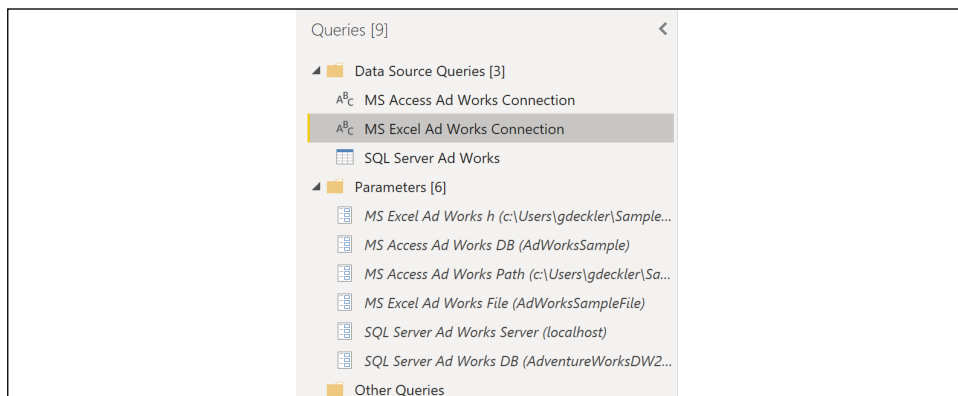 Queries [9]
Data Source Queries [3]
ABC MS Access Ad Works Connection
ABC MS Excel Ad Works Connection
SQL Server Ad Works
Parameters [6]
MS Excel Ad Works h (c:\Users\gdeckler\Sample...
MS Access Ad Works DB (AdWorksSample)
MS Access Ad Works Path (c:\Users\gdeckler\Sa...
MS Excel Ad Works File (AdWorksSampleFile)
SQL Server Ad Works Server (localhost)
SQL Server Ad Works DB (AdventureWorksDW2...
Other Queries